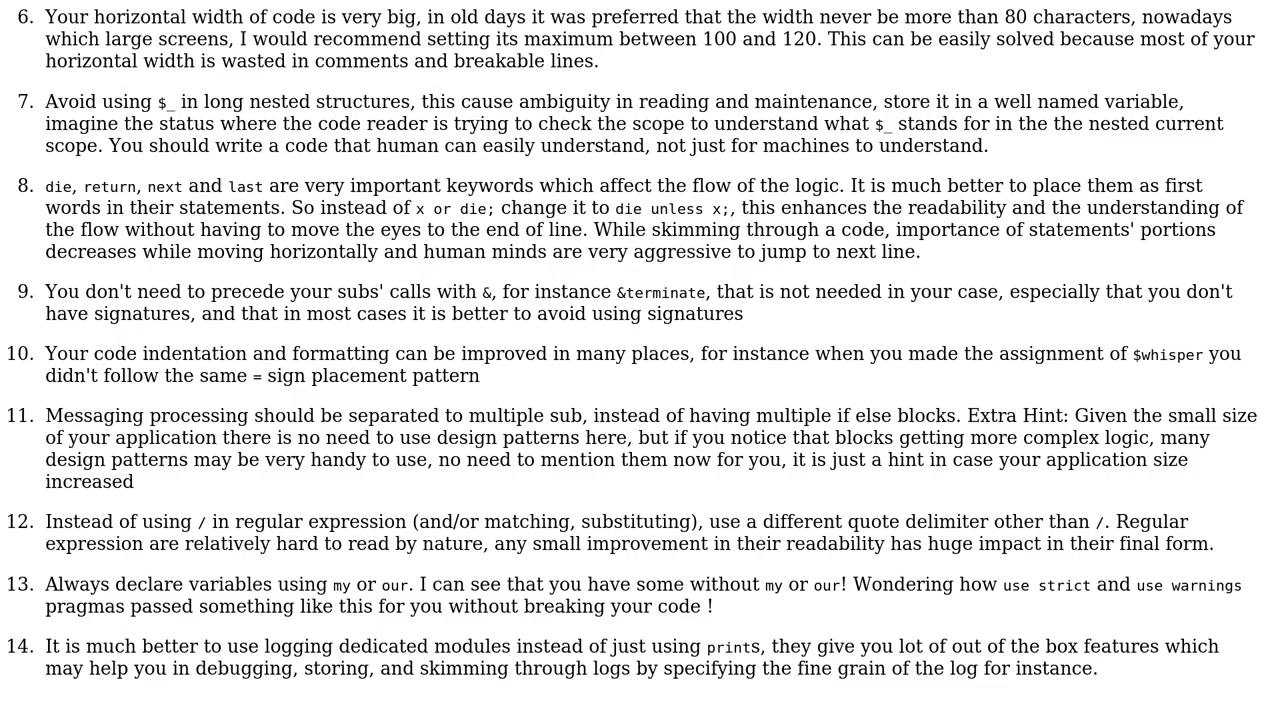 6. Your horizontal width of code is very big, in old days it was preferred that the width never be more than 80 characters, nowadays
which large screens, I would recommend setting its maximum between 100 and 120. This can be easily solved because most of your
horizontal width is wasted in comments and breakable lines.
7. Avoid using $_ in long nested structures, this cause ambiguity in reading and maintenance, store it in a well named variable,
imagine the status where the code reader is trying to check the scope to understand what $_ stands for in the the nested current
scope. You should write a code that human can easily understand, not just for machines to understand.
8. die, return, next and last are very important keywords which affect the flow of the logic. It is much better to place them as first
words in their statements. So instead of x or die; change it to die unless x;, this enhances the readability and the understanding of
the flow without having to move the eyes to the end of line. While skimming through a code, importance of statements' portions
decreases while moving horizontally and human minds are very aggressive to jump to next line.
9. You don't need to precede your subs' calls with &, for instance &terminate, that is not needed in your case, especially that you don't
have signatures, and that in most cases it is better to avoid using signatures
10. Your code indentation and formatting can be improved in many places, for instance when you made the assignment of $whisper you
didn't follow the same = sign placement pattern
11. Messaging processing should be separated to multiple sub, instead of having multiple if else blocks. Extra Hint: Given the small size
of your application there is no need to use design patterns here, but if you notice that blocks getting more complex logic, many
design patterns may be very handy to use, no need to mention them now for you, it is just a hint in case your application size
increased
12. Instead of using / in regular expression (and/or matching, substituting), use a different quote delimiter other than /. Regular
expression are relatively hard to read by nature, any small improvement in their readability has huge impact in their final form.
13. Always declare variables using my or our. I can see that you have some without my or our! Wondering how use strict and use warnings
pragmas passed something like this for you without breaking your code !
14. It is much better to use logging dedicated modules instead of just using prints, they give you lot of out of the box features which
may help you in debugging, storing, and skimming through logs by specifying the fine grain of the log for instance.